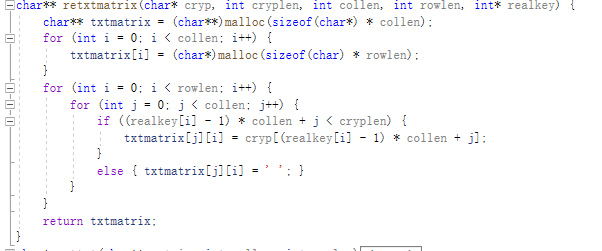 char** retxtmatrix(char* cryp, int cryplen, int collen, int rowlen, int* realkey) {
char** txtmatrix = (char**)malloc(sizeof(char*) * collen);
for (int i = 0; i < collen; i++) {
txtmatrix[i] = (char*)malloc(sizeof(char) * rowlen);
}
for (int i = 0; i < rowlen; i++) {
for (int j = 0; j < collen; j++) {
if ((realkey[i] - 1) * collen + j < cryplen) {
txtmatrix[j][i] = cryp[(realkey[i] - 1) * collen + j];
}
else { txtmatrix[j][i] = ' '; }
}
}
return txtmatrix;
}